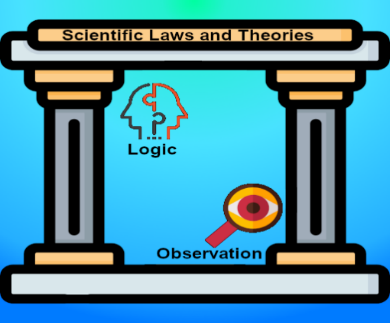 Scientific Laws and Theories
Logic
Observation